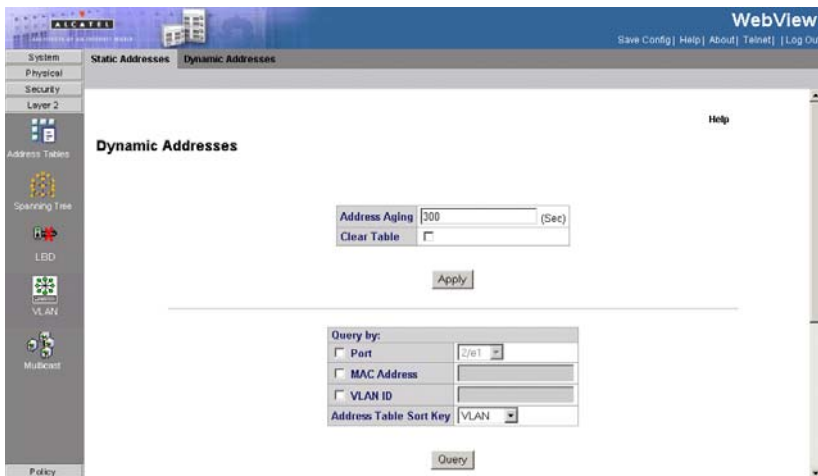 ALCATEL
WebView
Save Config| Help| About| Telnet| |Log Ou
System
Physical
Security
Layer 2
Address Tables
Spanning Tree
LBD
VLAN
Multicast
Policy
Static Addresses Dynamic Addresses
Help
Dynamic Addresses
Address Aging 300 (Sec)
Clear Table
Apply
Query by:
Port 2/e1
MAC Address
VLAN ID
Address Table Sort Key VLAN
Query